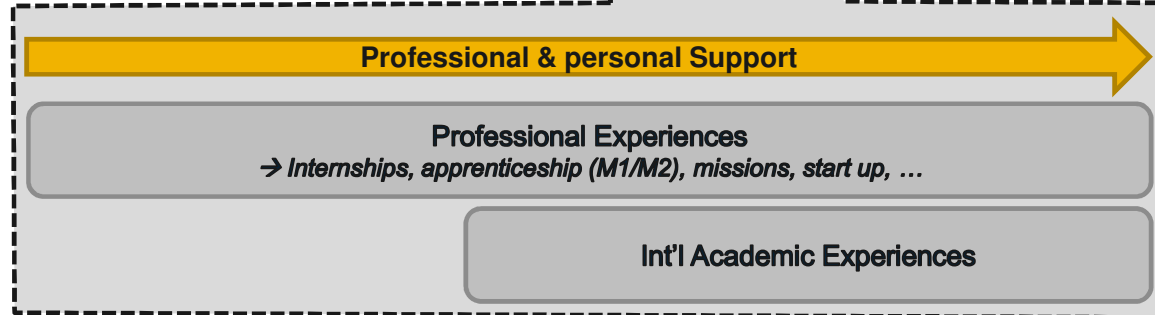 Professional & personal Support
Professional Experiences
→ Internships, apprenticeship (M1/M2), missions, start up, …
Int'l Academic Experiences